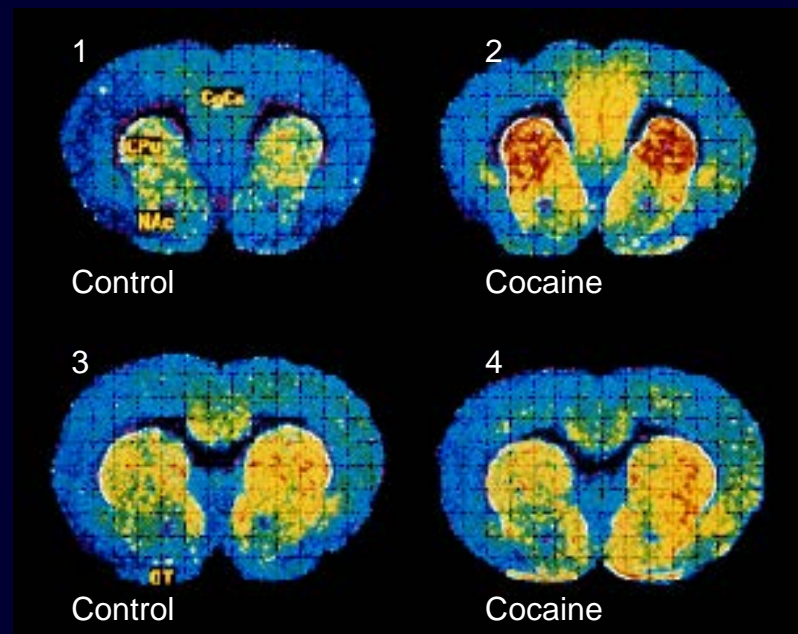 1
2
CgCx
CPu
NAc
Control
Cocaine
3
4
OT
Control
Cocaine